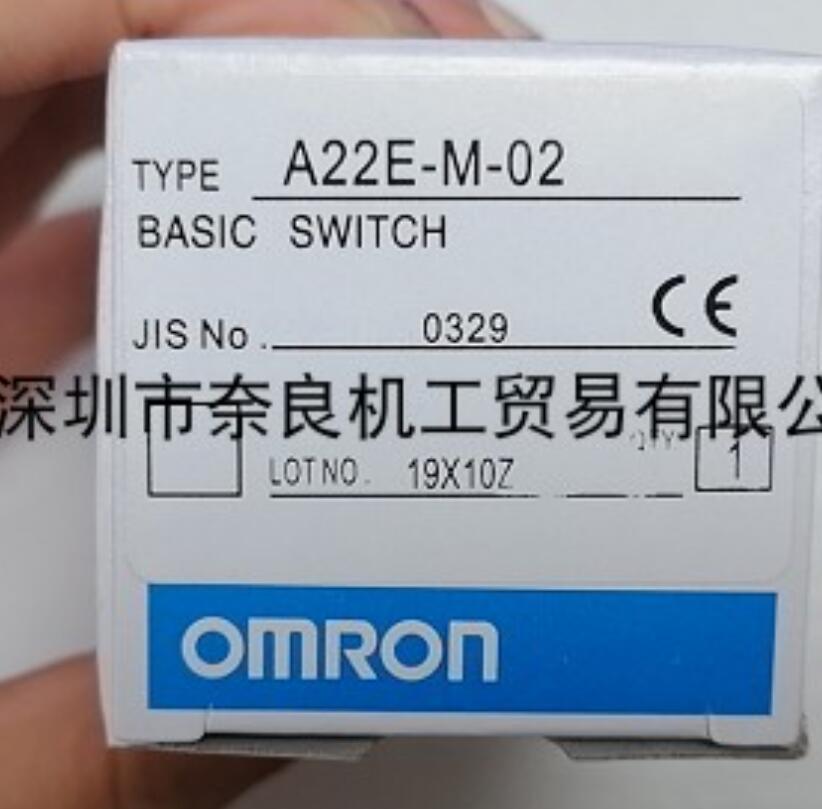 TYPE A22E-M-02
BASIC SWITCH
CE
JIS No. 0329
深圳市奈良机工贸易有限公
QTY 1
LOT NO. 19X10Z
OMRON